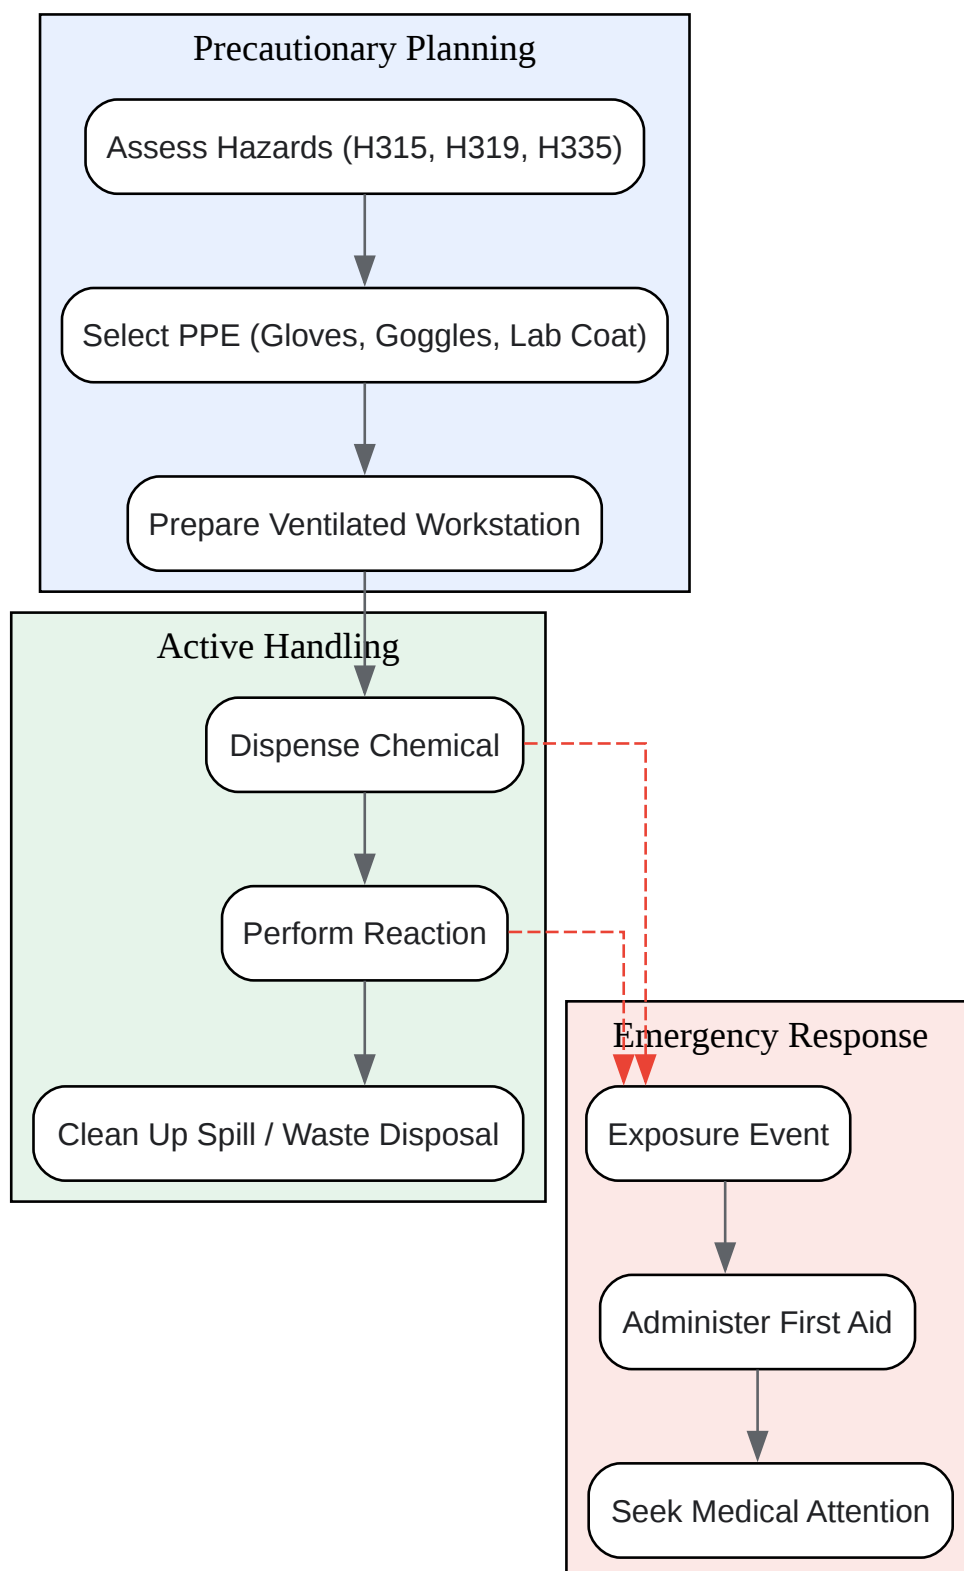 Precautionary Planning
Assess Hazards (H315, H319, H335)
Select PPE (Gloves, Goggles, Lab Coat)
Prepare Ventilated Workstation
Active Handling
Dispense Chemical
Perform Reaction
Clean Up Spill / Waste Disposal
Emergency Response
Exposure Event
Administer First Aid
Seek Medical Attention